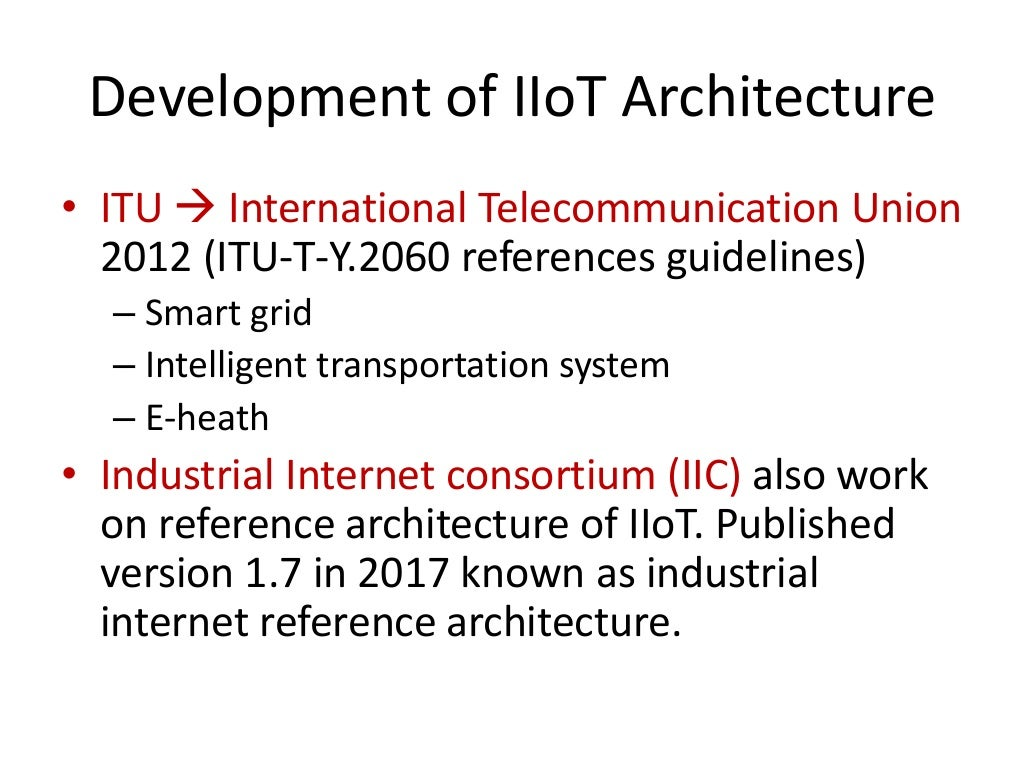 Development of IIoT Architecture
• ITU → International Telecommunication Union
2012 (ITU-T-Y.2060 references guidelines)
– Smart grid
– Intelligent transportation system
– E-heath
• Industrial Internet consortium (IIC) also work
on reference architecture of IIoT. Published
version 1.7 in 2017 known as industrial
internet reference architecture.